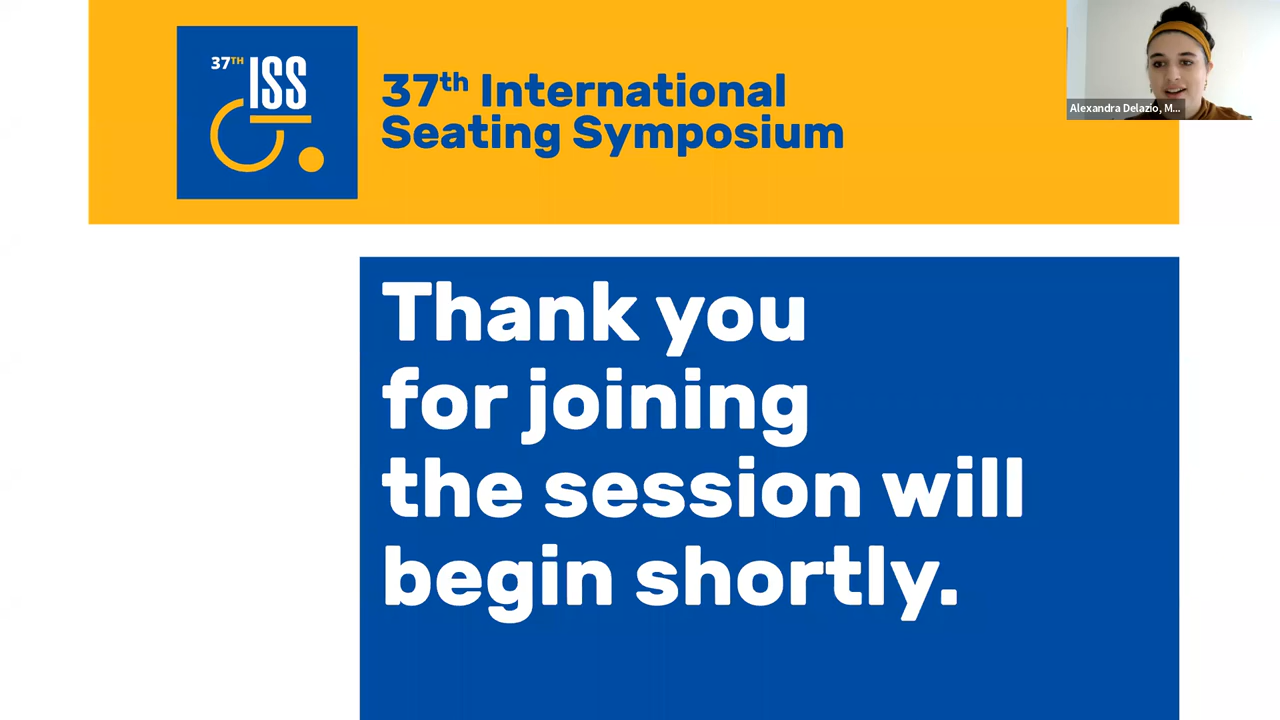 37TH
ISS
37th International
Seating Symposium
Alexandra Delazio, M...
Thank you
for joining
the session will
begin shortly.